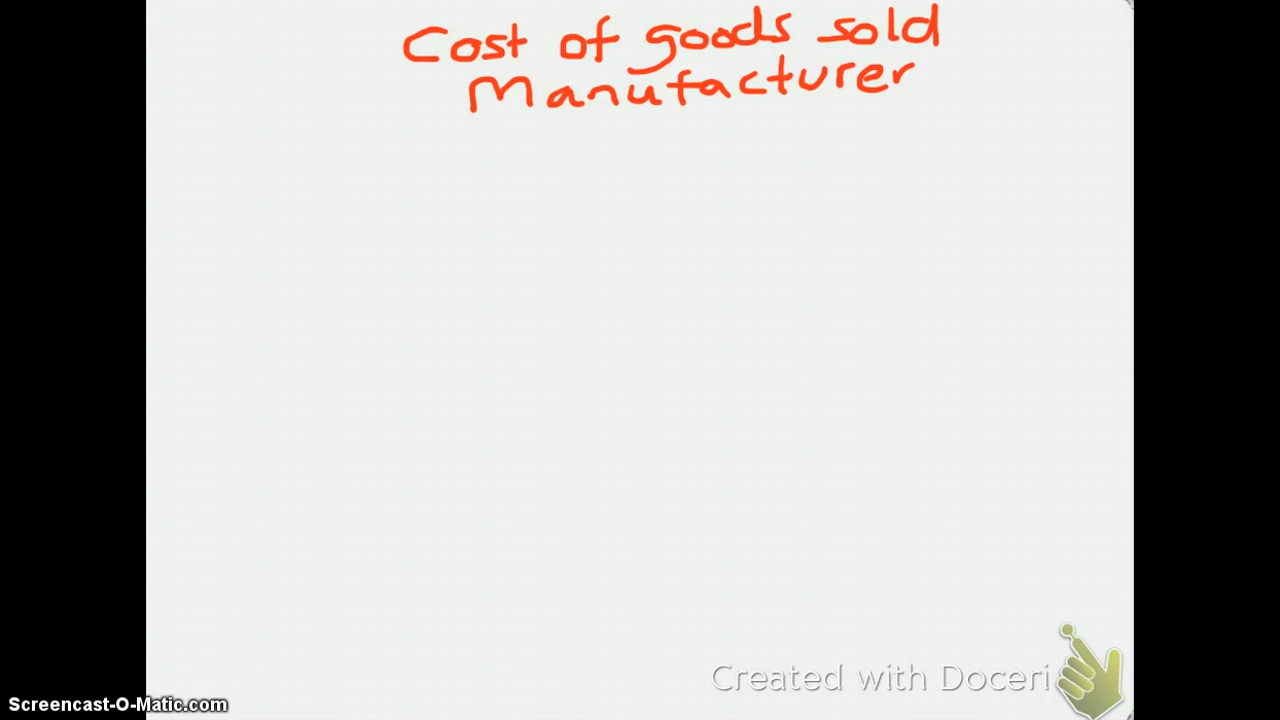 Cost of goods sold
Manufacturer
Created with Doceri
Screencast-O-Matic.com